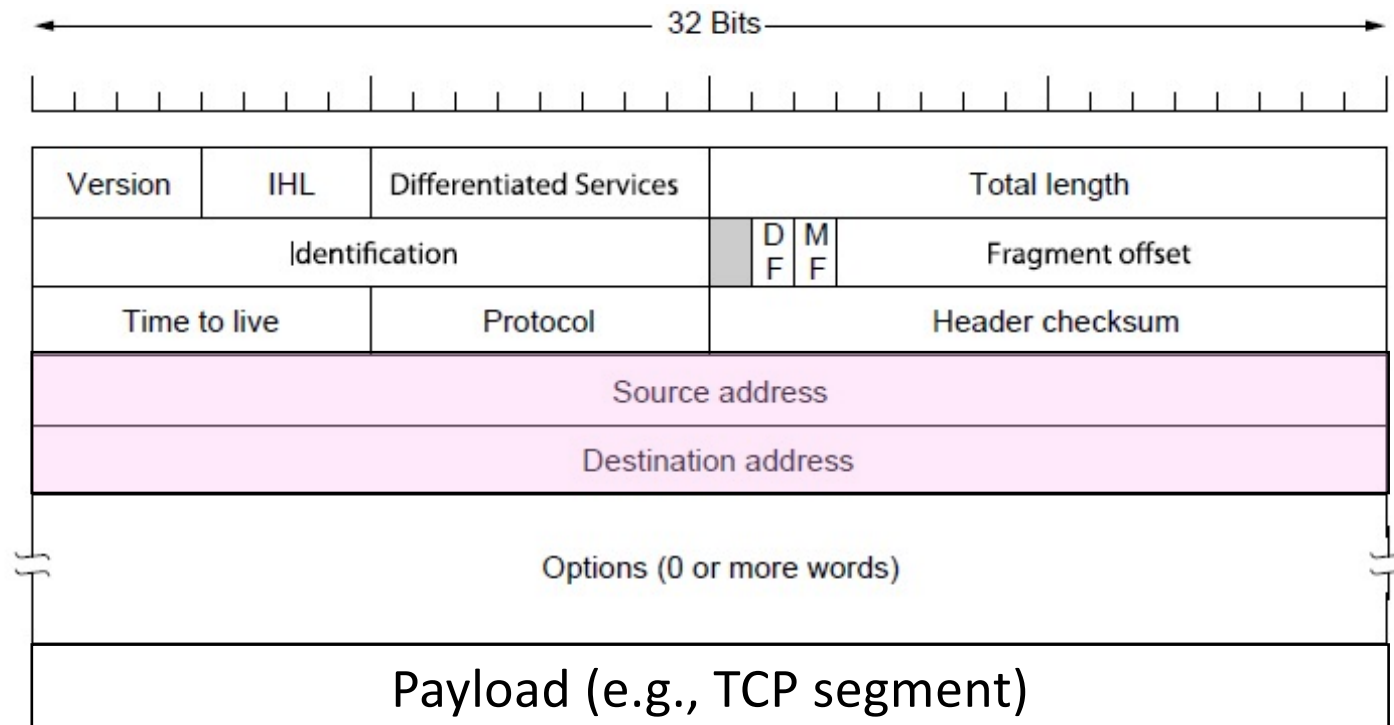 32 Bits
Version IHL Differentiated Services Total length
Identification D F M F Fragment offset
Time to live Protocol Header checksum
Source address
Destination address
Options (0 or more words)
Payload (e.g., TCP segment)